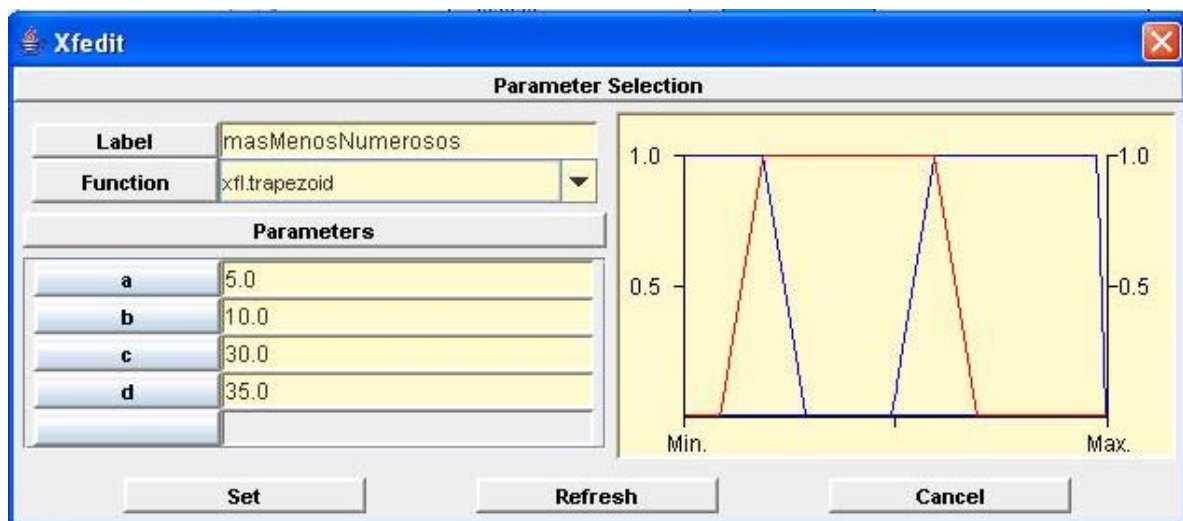 Xfedit
Parameter Selection
Label masMenosNumerosos
Function xfl.trapezoid
Parameters
a 5.0
b 10.0
c 30.0
d 35.0
1.0 1.0
0.5 0.5
Min. Max.
Set Refresh Cancel